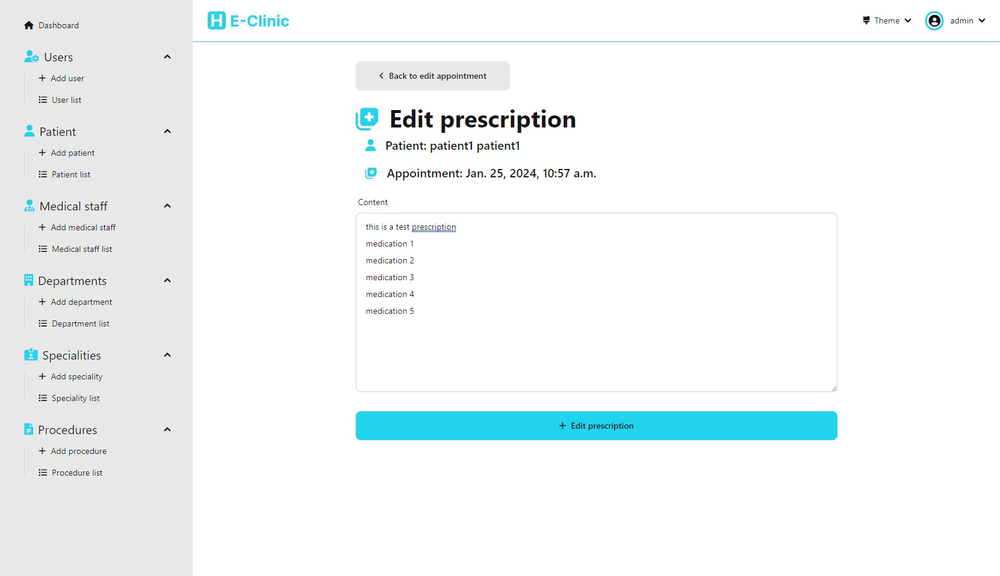 Dashboard
Users
Add user
User list
Patient
Add patient
Patient list
Medical staff
Add medical staff
Medical staff list
Departments
Add department
Department list
Specialities
Add speciality
Speciality list
Procedures
Add procedure
Procedure list
H E-Clinic
Theme
admin
Back to edit appointment
Edit prescription
Patient: patient1 patient1
Appointment: Jan. 25, 2024, 10:57 a.m.
Content
this is a test prescription
medication 1
medication 2
medication 3
medication 4
medication 5
Edit prescription